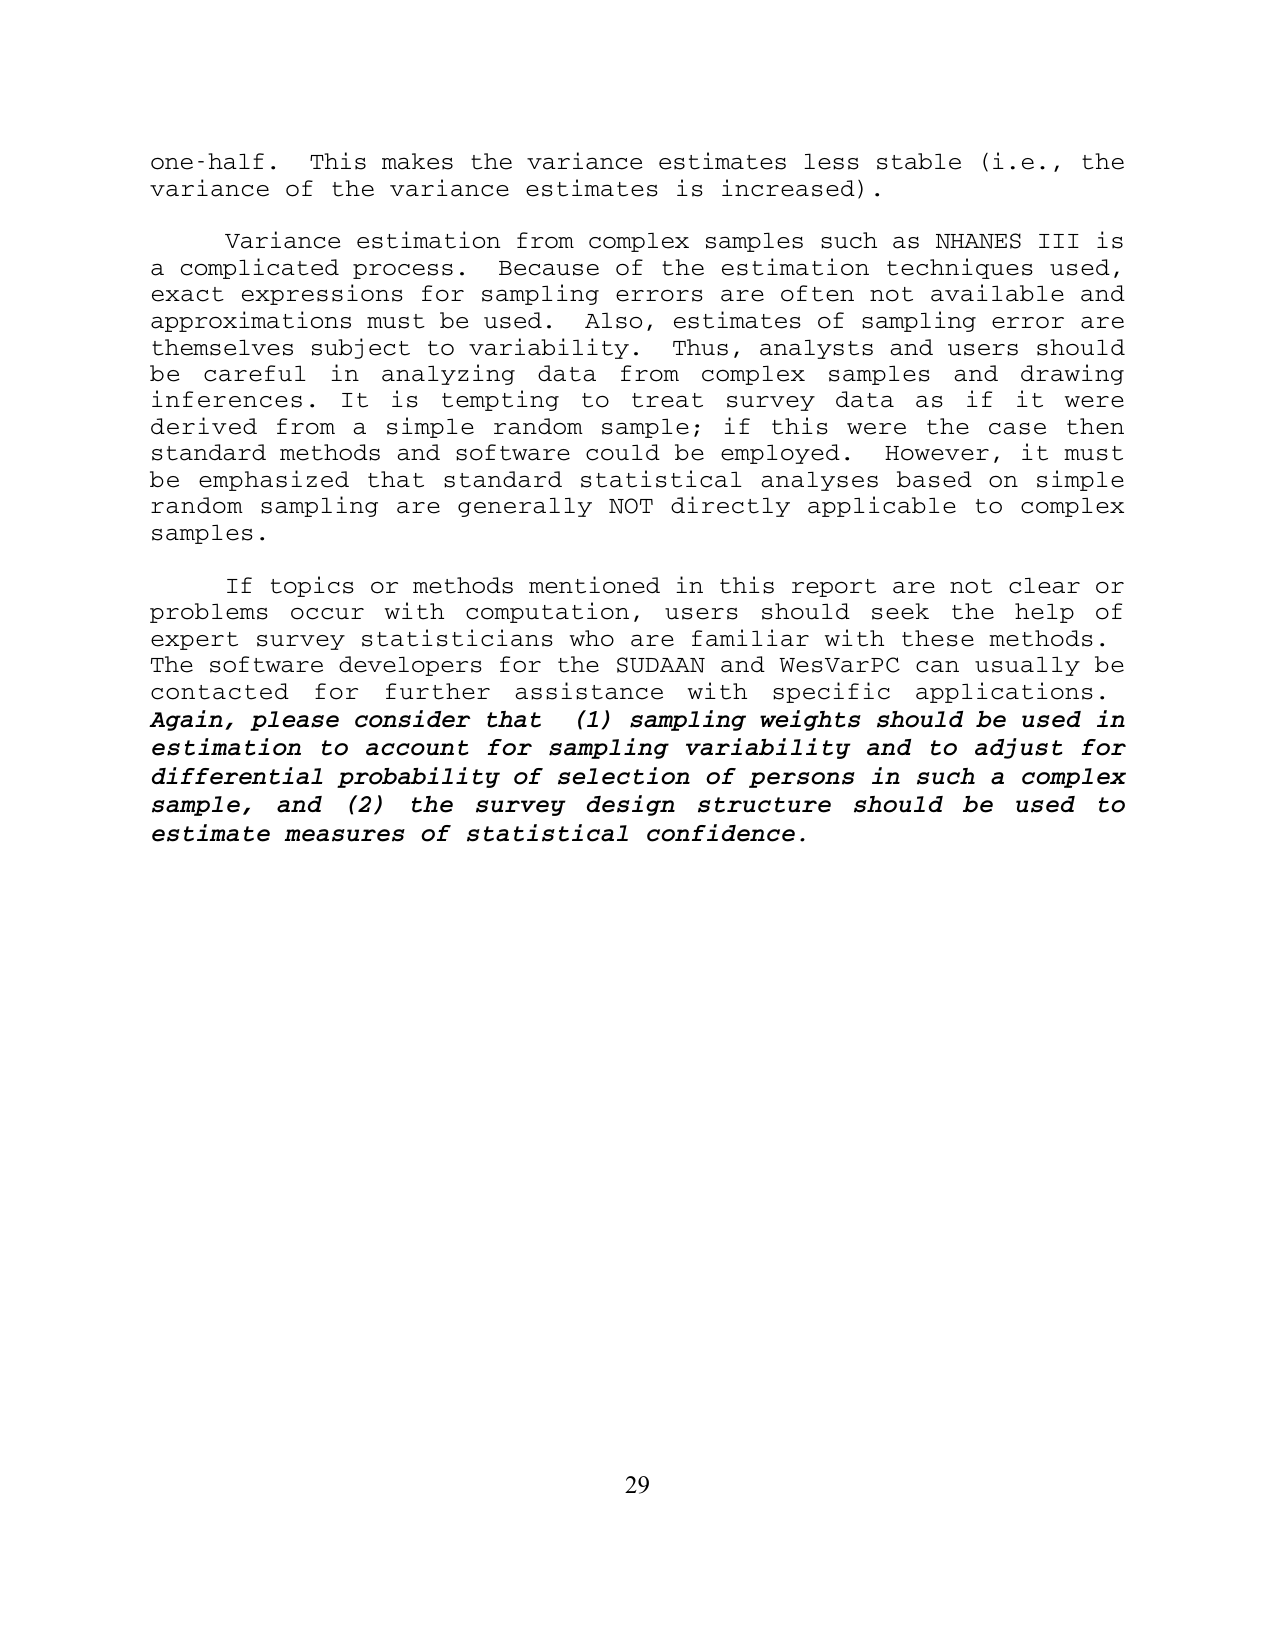 one-half.  This makes the variance estimates less stable (i.e., the
variance of the variance estimates is increased).
Variance estimation from complex samples such as NHANES III is
a complicated process.  Because of the estimation techniques used,
exact expressions for sampling errors are often not available and
approximations must be used.  Also, estimates of sampling error are
themselves subject to variability.  Thus, analysts and users should
be careful in analyzing data from complex samples and drawing
inferences. It is tempting to treat survey data as if it were
derived from a simple random sample; if this were the case then
standard methods and software could be employed.  However, it must
be emphasized that standard statistical analyses based on simple
random sampling are generally NOT directly applicable to complex
samples.
If topics or methods mentioned in this report are not clear or
problems occur with computation, users should seek the help of
expert survey statisticians who are familiar with these methods.
The software developers for the SUDAAN and WesVarPC can usually be
contacted for further assistance with specific applications.
Again, please consider that  (1) sampling weights should be used in
estimation to account for sampling variability and to adjust for
differential probability of selection of persons in such a complex
sample, and (2) the survey design structure should be used to
estimate measures of statistical confidence.
29